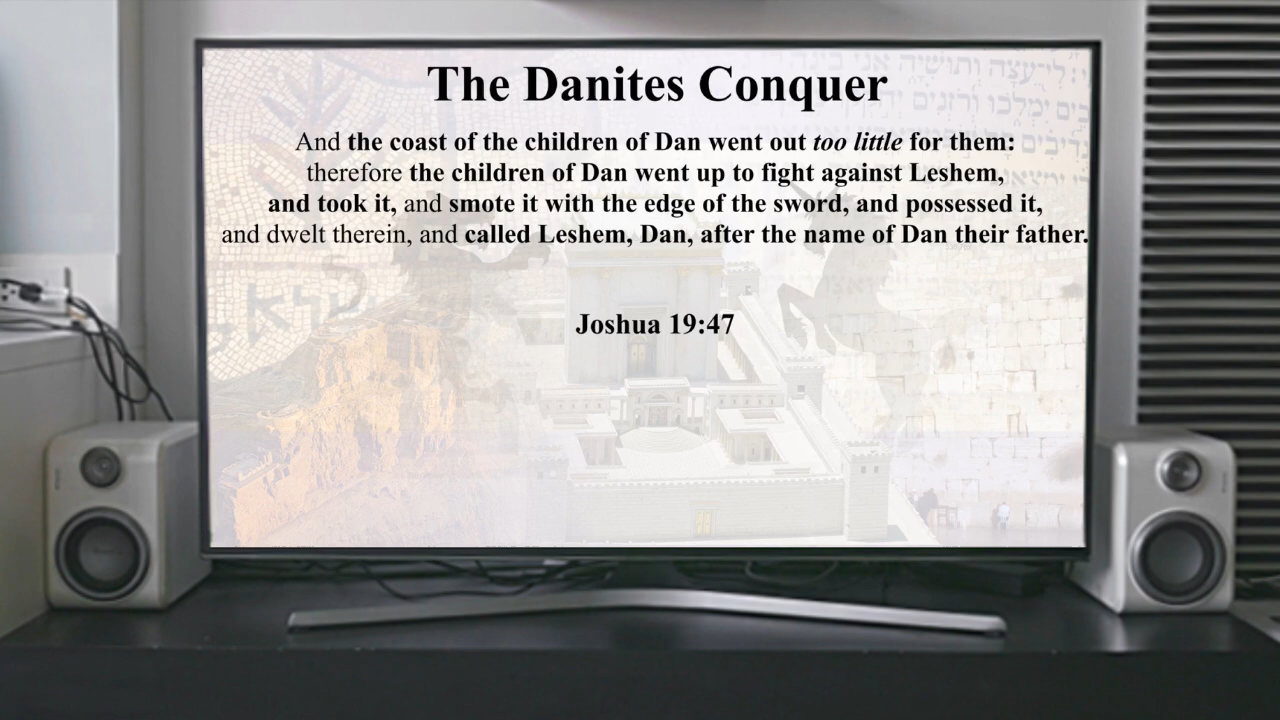 The Danites Conquer
And the coast of the children of Dan went out too little for them:
therefore the children of Dan went up to fight against Leshem,
and took it, and smote it with the edge of the sword, and possessed it,
and dwelt therein, and called Leshem, Dan, after the name of Dan their father.
Joshua 19:47